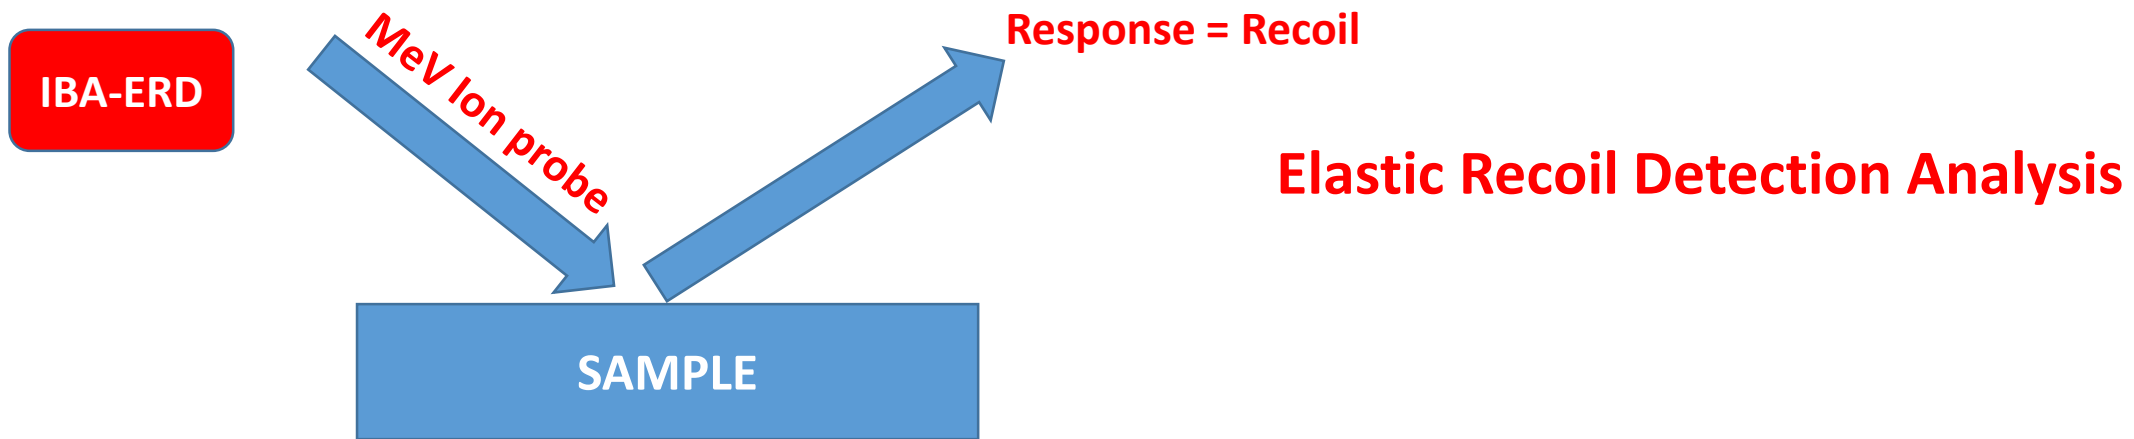 IBA-ERD
MeV Ion probe
Response = Recoil
Elastic Recoil Detection Analysis
SAMPLE